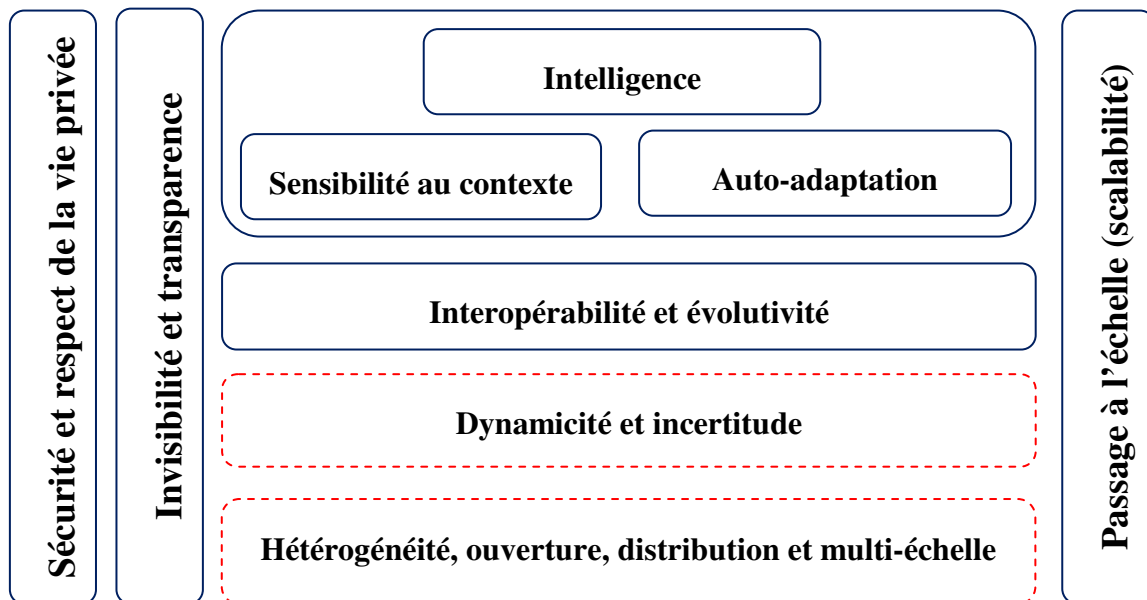 Sécurité et respect de la vie privée
Invisibilité et transparence
Intelligence
Sensibilité au contexte
Auto-adaptation
Interopérabilité et évolutivité
Dynamicité et incertitude
Hétérogénéité, ouverture, distribution et multi-échelle
Passage à l’échelle (scalabilité)